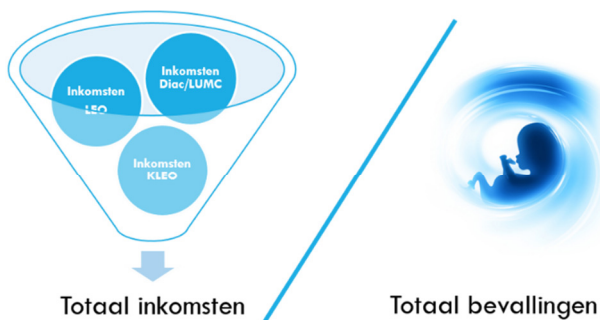 Inkomsten
LEO
Inkomsten
Diac/LUMC
Inkomsten
KLEO
Totaal inkomsten
Totaal bevallingen